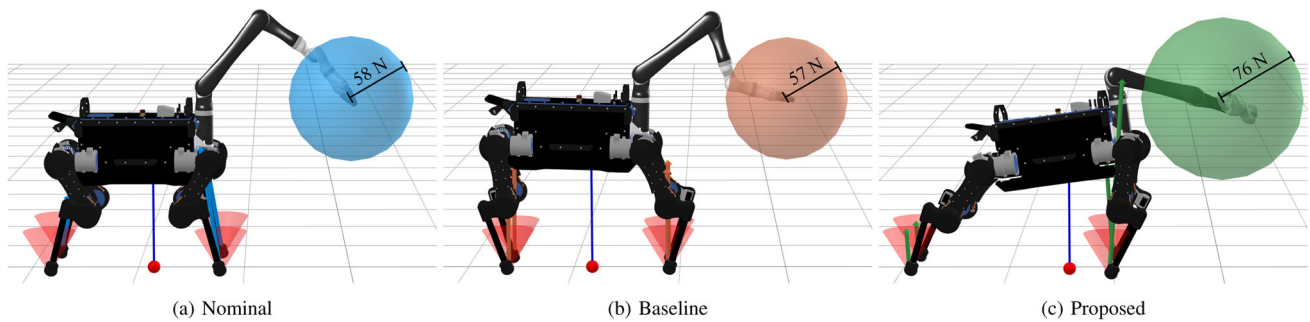 58 N
57 N
76 N
(a) Nominal
(b) Baseline
(c) Proposed